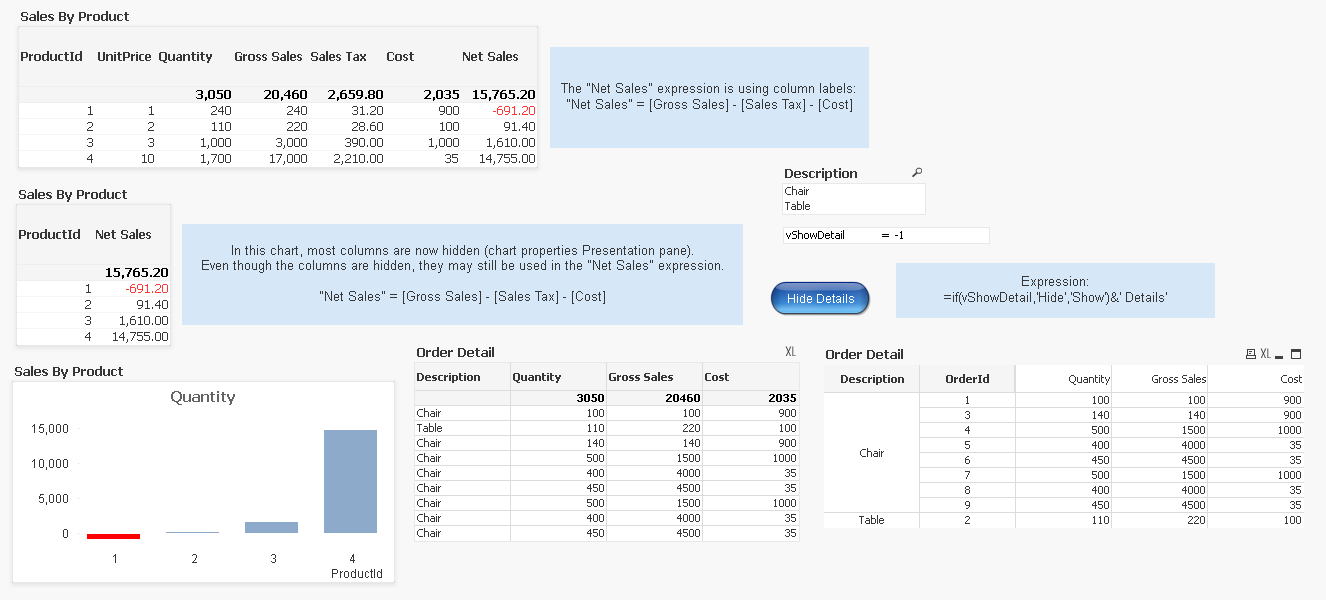 Sales By Product
ProductId UnitPrice Quantity Gross Sales Sales Tax Cost Net Sales
3,050 20,460 2,659.80 2,035 15,765.20
1 1 240 240 31.20 900 -691.20
2 2 110 220 28.60 100 91.40
3 3 1,000 3,000 390.00 1,000 1,610.00
4 10 1,700 17,000 2,210.00 35 14,755.00
The "Net Sales" expression is using column labels:
"Net Sales" = [Gross Sales] - [Sales Tax] - [Cost]
Description
Chair
Table
vShowDetail = -1
Sales By Product
ProductId Net Sales
15,765.20
1 -691.20
2 91.40
3 1,610.00
4 14,755.00
In this chart, most columns are now hidden (chart properties Presentation pane).
Even though the columns are hidden, they may still be used in the "Net Sales" expression.
"Net Sales" = [Gross Sales] - [Sales Tax] - [Cost]
Hide Details
Expression:
=if(vShowDetail,'Hide','Show')&' Details'
Sales By Product
Quantity
15,000
10,000
5,000
0
1 2 3 4
ProductId
Order Detail XL
Description Quantity Gross Sales Cost
3050 20460 2035
Chair 100 100 900
Table 110 220 100
Chair 140 140 900
Chair 500 1500 1000
Chair 400 4000 35
Chair 450 4500 35
Chair 500 1500 1000
Chair 400 4000 35
Chair 450 4500 35
Order Detail XL
Description OrderId Quantity Gross Sales Cost
1 100 100 900
3 140 140 900
4 500 1500 1000
5 400 4000 35
Chair
6 450 4500 35
7 500 1500 1000
8 400 4000 35
9 450 4500 35
Table 2 110 220 100